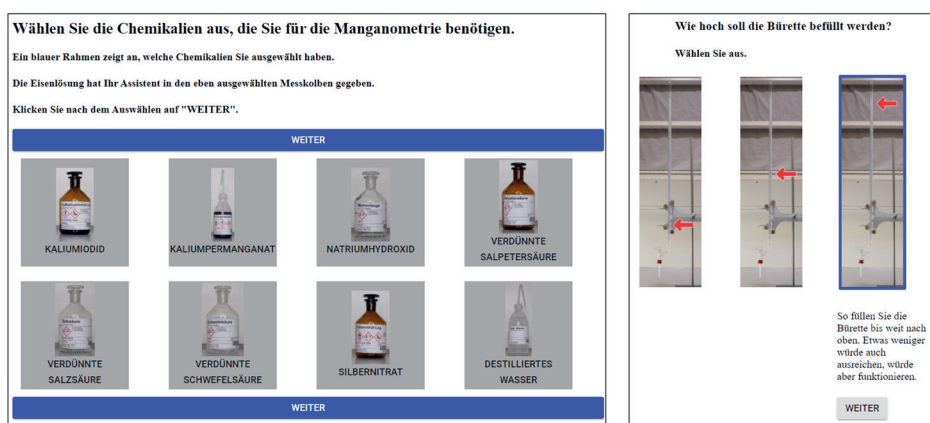 Wählen Sie die Chemikalien aus, die Sie für die Manganometrie benötigen.
Ein blauer Rahmen zeigt an, welche Chemikalien Sie ausgewählt haben.
Die Eisenlösung hat Ihr Assistent in den eben ausgewählten Messkolben gegeben.
Klicken Sie nach dem Auswählen auf "WEITER".
WEITER
KALIUMIODID
KALIUMPERMANGANAT
NATRIUMHYDROXID
VERDÜNNTE
SALPETERSÄURE
VERDÜNNTE
SALZSÄURE
VERDÜNNTE
SCHWEFELSÄURE
SILBERNITRAT
DESTILLIERTES
WASSER
WEITER
Wie hoch soll die Bürette befüllt werden?
Wählen Sie aus.
So füllen Sie die
Bürette bis weit nach
oben. Etwas weniger
würde auch
ausreichen, würde
aber funktionieren.
WEITER